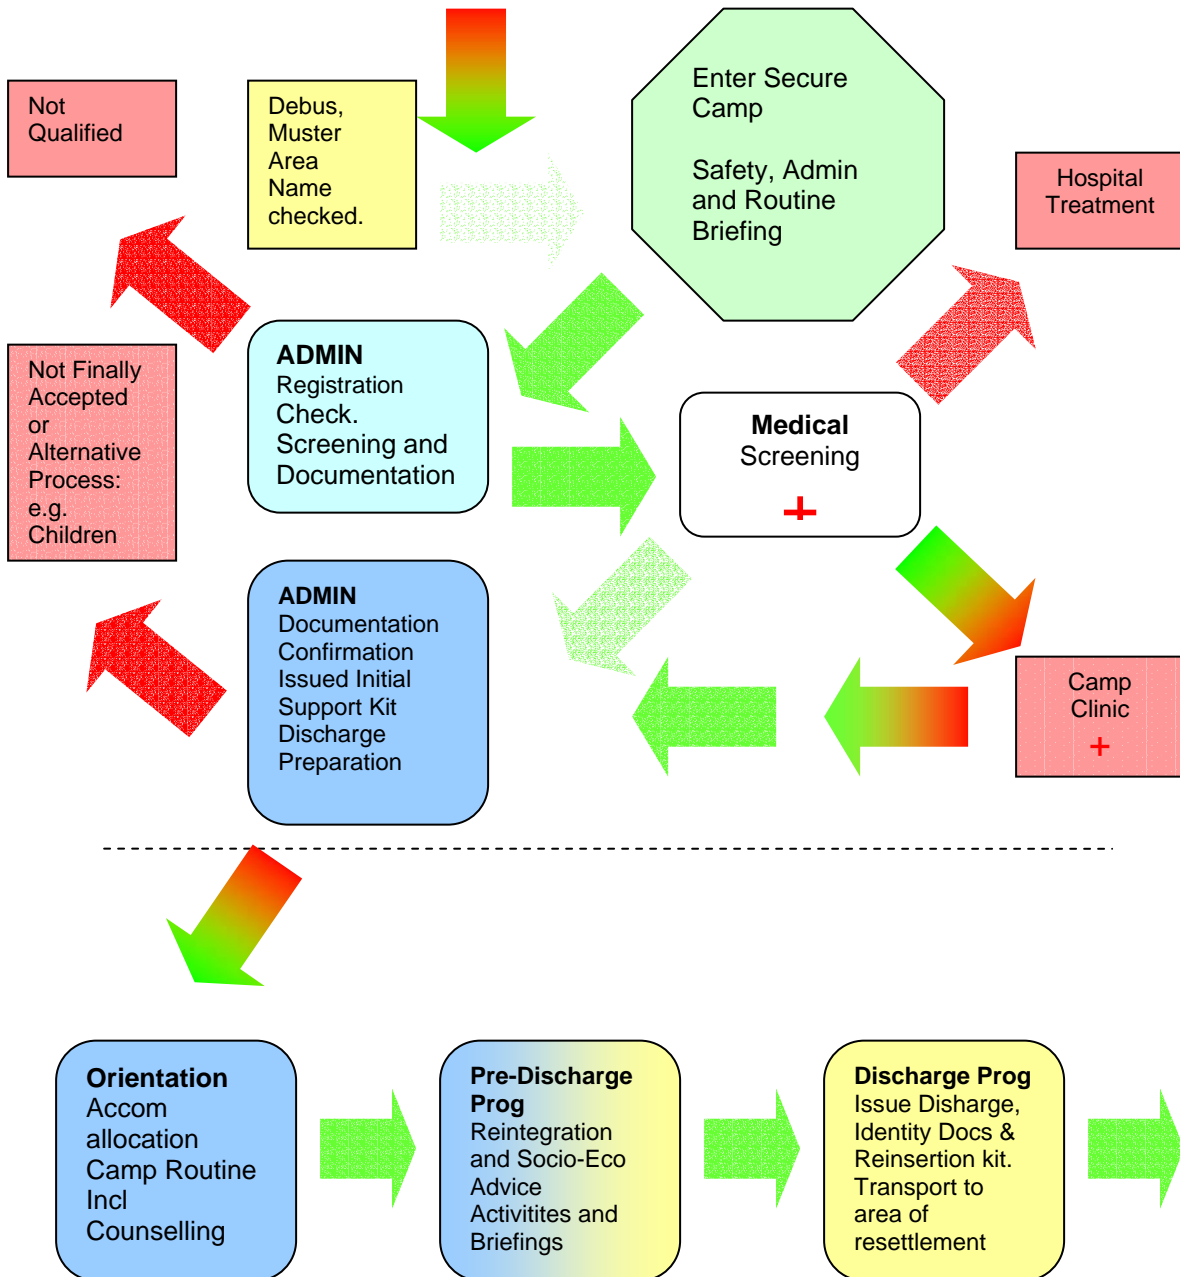 Not
Qualified
Debus,
Muster
Area
Name
checked.
Enter Secure
Camp
Safety, Admin
and Routine
Briefing
Hospital
Treatment
Not Finally
Accepted
or
Alternative
Process:
e.g.
Children
ADMIN
Registration
Check.
Screening and
Documentation
Medical
Screening
ADMIN
Documentation
Confirmation
Issued Initial
Support Kit
Discharge
Preparation
Camp
Clinic
Orientation
Accom
allocation
Camp Routine
Incl
Counselling
Pre-Discharge
Prog
Reintegration
and Socio-Eco
Advice
Activitites and
Briefings
Discharge Prog
Issue Disharge,
Identity Docs &
Reinsertion kit.
Transport to
area of
resettlement